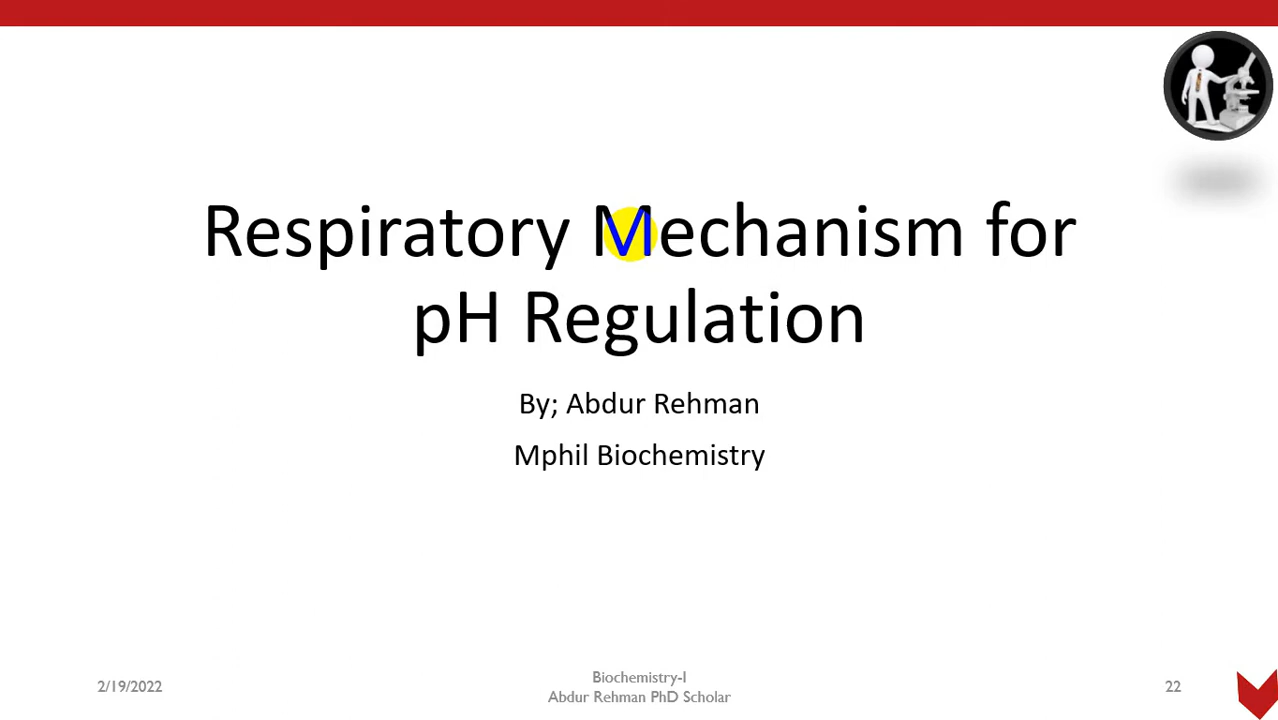 Respiratory Mechanism for
pH Regulation
By; Abdur Rehman
Mphil Biochemistry
2/19/2022
Biochemistry-I
Abdur Rehman PhD Scholar
22